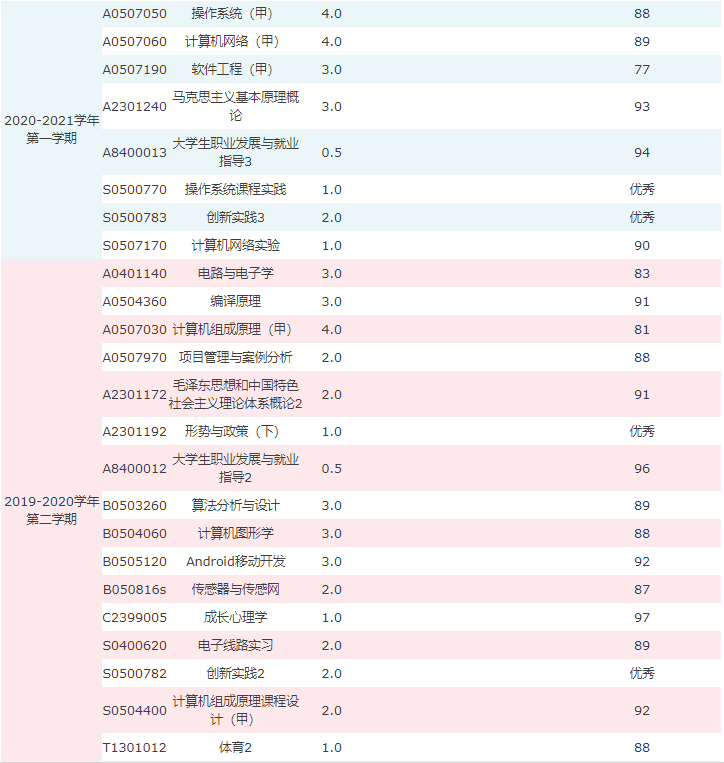 A0507050 操作系统（甲） 4.0 88
A0507060 计算机网络（甲） 4.0 89
A0507190 软件工程（甲） 3.0 77
A2301240 马克思主义基本原理概 3.0 93
论
2020-2021学年
第一学期
A8400013 大学生职业发展与就业 0.5 94
指导3
S0500770 操作系统课程实践 1.0 优秀
S0500783 创新实践3 2.0 优秀
S0507170 计算机网络实验 1.0 90
A0401140 电路与电子学 3.0 83
A0504360 编译原理 3.0 91
A0507030 计算机组成原理（甲） 4.0 81
A0507970 项目管理与案例分析 2.0 88
A2301172 毛泽东思想和中国特色 2.0 91
社会主义理论体系概论2
A2301192 形势与政策（下） 1.0 优秀
A8400012 大学生职业发展与就业 0.5 96
指导2
2019-2020学年
第二学期
B0503260 算法分析与设计 3.0 89
B0504060 计算机图形学 3.0 88
B0505120 Android移动开发 3.0 92
B050816s 传感器与传感网 2.0 87
C2399005 成长心理学 1.0 97
S0400620 电子线路实习 2.0 89
S0500782 创新实践2 2.0 优秀
S0504400 计算机组成原理课程设 2.0 92
计（甲）
T1301012 体育2 1.0 88